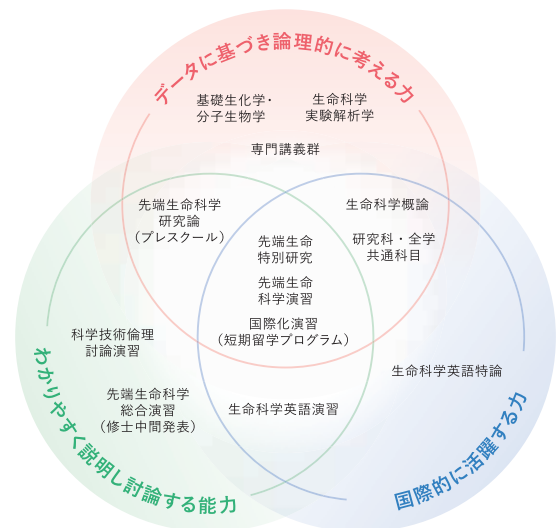 データに基づき論理的に考える力
基礎生化学・
分子生物学
生命科学
実験解析学
専門講義群
先端生命科学
研究論
（プレスクール）
生命科学概論
研究科・全学
共通科目
先端生命
特別研究
先端生命
科学演習
国際化演習
（短期留学プログラム）
科学技術倫理
討論演習
先端生命科学
総合演習
（修士中間発表）
生命科学英語演習
生命科学英語特論
わかりやすく説明し討論する能力
国際的に活躍する力